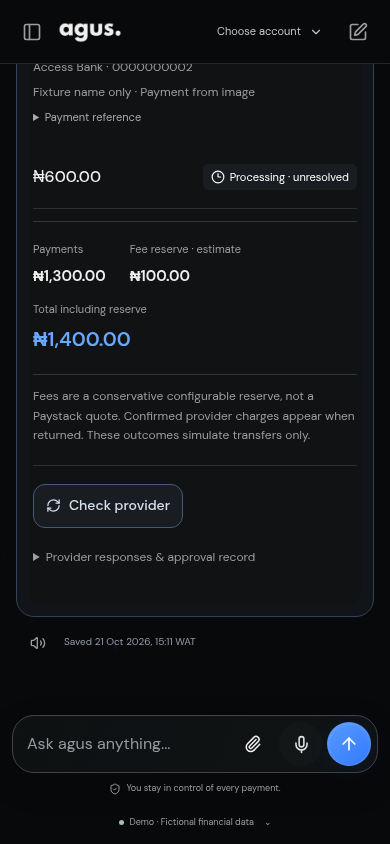 agus.
Choose account
Access Bank · 0000000002
Fixture name only · Payment from image
Payment reference
₦600.00
Processing · unresolved
Payments
Fee reserve · estimate
₦1,300.00
₦100.00
Total including reserve
₦1,400.00
Fees are a conservative configurable reserve, not a
Paystack quote. Confirmed provider charges appear when
returned. These outcomes simulate transfers only.
Check provider
Provider responses & approval record
Saved 21 Oct 2026, 15:11 WAT
Ask agus anything...
You stay in control of every payment.
Demo · Fictional financial data